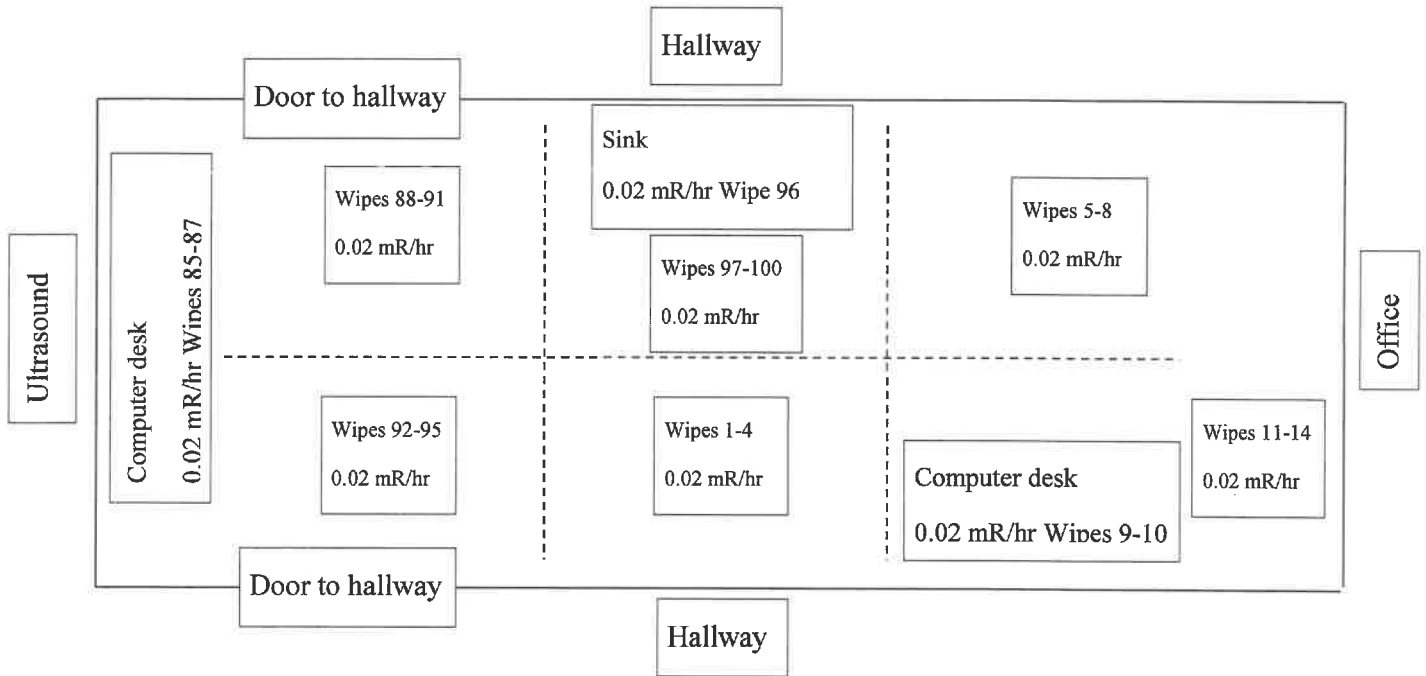 Hallway
Door to hallway
Sink
0.02 mR/hr Wipe 96
Wipes 88-91
0.02 mR/hr
Wipes 5-8
0.02 mR/hr
Ultrasound
Computer desk
0.02 mR/hr Wipes 85-87
Wipes 97-100
0.02 mR/hr
Office
Wipes 92-95
0.02 mR/hr
Wipes 1-4
0.02 mR/hr
Computer desk
0.02 mR/hr Wipes 9-10
Wipes 11-14
0.02 mR/hr
Door to hallway
Hallway